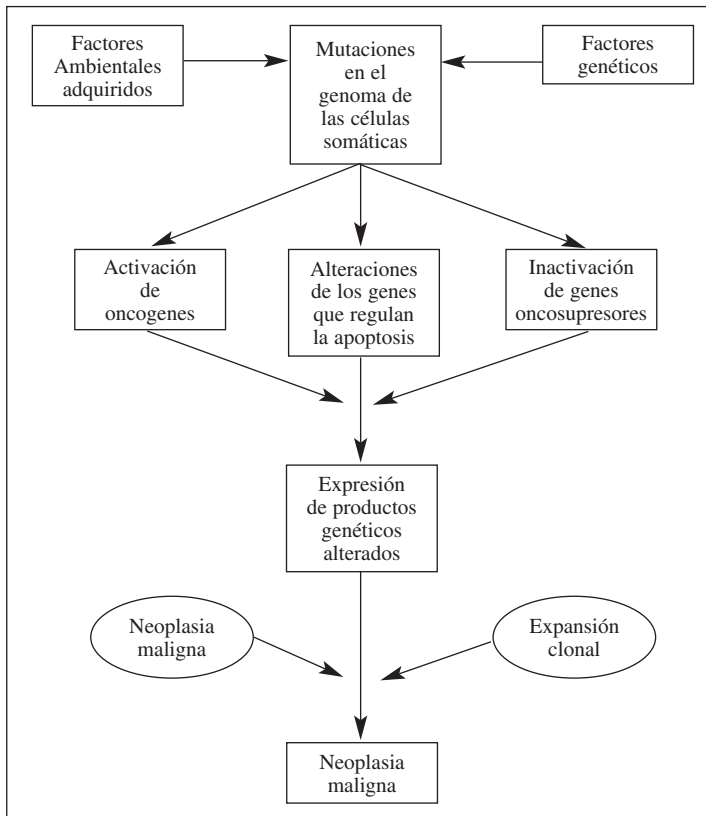 Factores
Ambientales
adquiridos
Mutaciones
en el
genoma de
las células
somáticas
Factores
genéticos
Activación
de
oncogenes
Alteraciones
de los genes
que regulan
la apoptosis
Inactivación
de genes
oncosupresores
Expresión
de productos
genéticos
alterados
Neoplasia
maligna
Expansión
clonal
Neoplasia
maligna